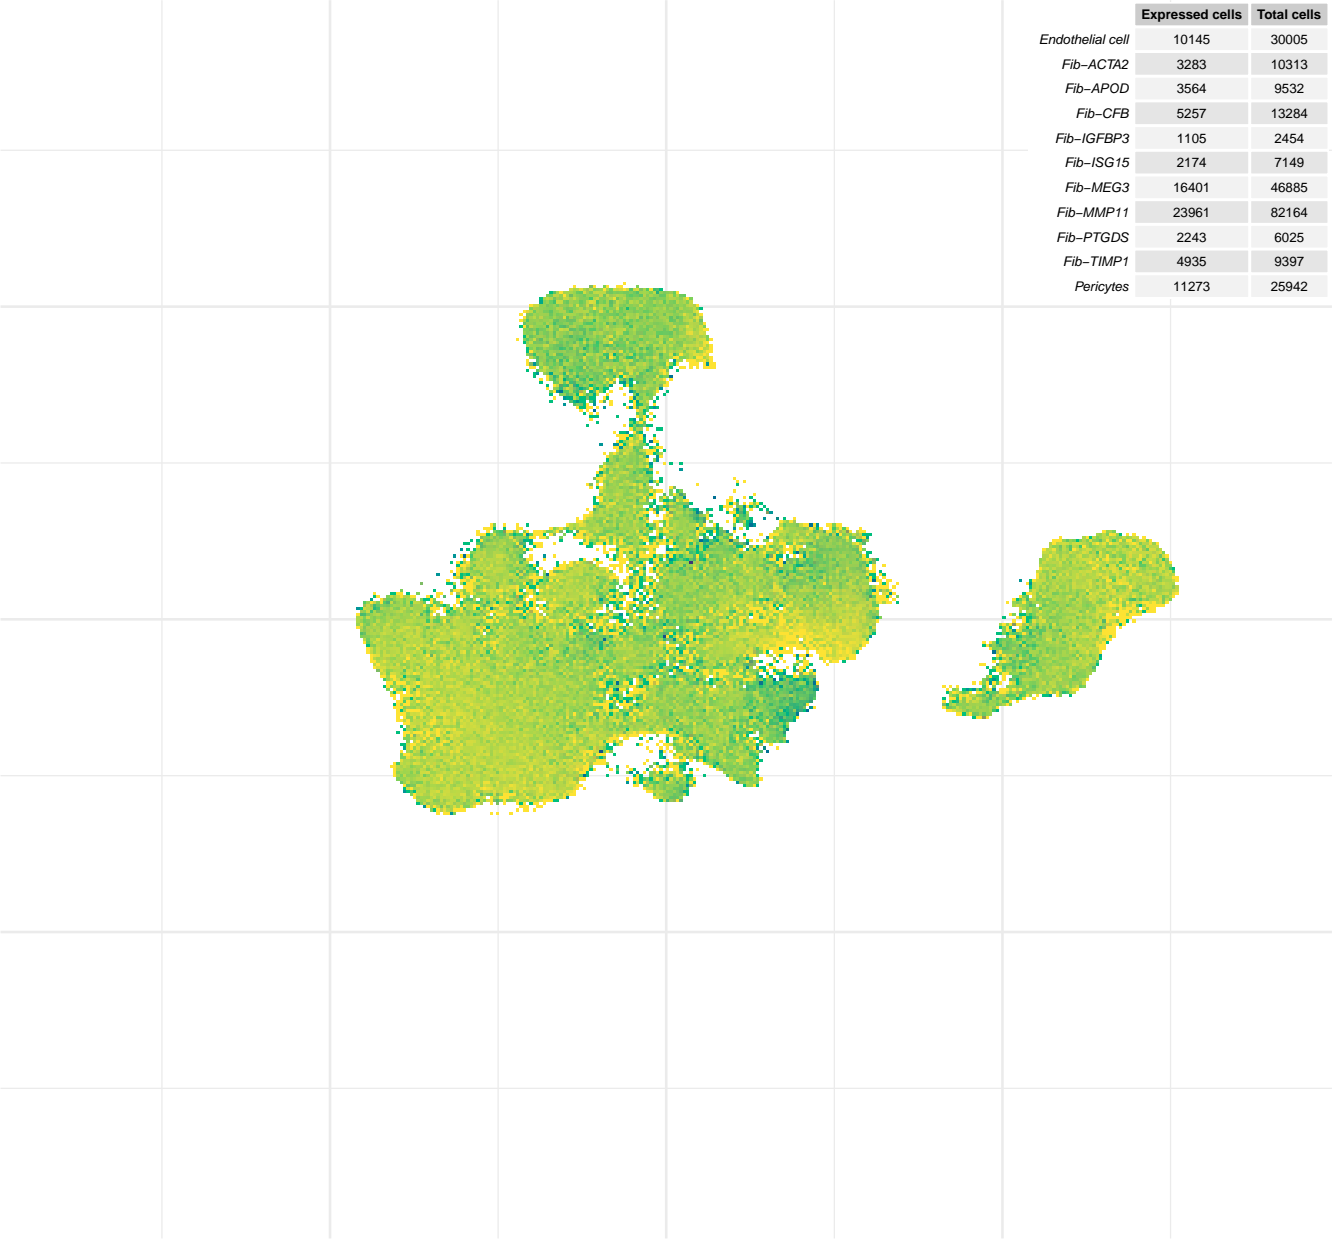 Expressed cells Total cells
Endothelial cell 10145 30005
Fib−ACTA2 3283 10313
Fib−APOD 3564 9532
Fib−CFB 5257 13284
Fib−IGFBP3 1105 2454
Fib−ISG15 2174 7149
Fib−MEG3 16401 46885
Fib−MMP11 23961 82164
Fib−PTGDS 2243 6025
Fib−TIMP1 4935 9397
Pericytes 11273 25942